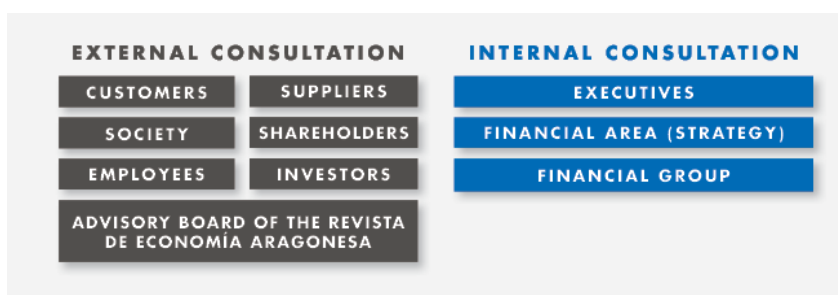 EXTERNAL CONSULTATION
CUSTOMERS
SUPPLIERS
SOCIETY
SHAREHOLDERS
EMPLOYEES
INVESTORS
ADVISORY BOARD OF THE REVISTA
DE ECONOMÍA ARAGONESA
INTERNAL CONSULTATION
EXECUTIVES
FINANCIAL AREA (STRATEGY)
FINANCIAL GROUP